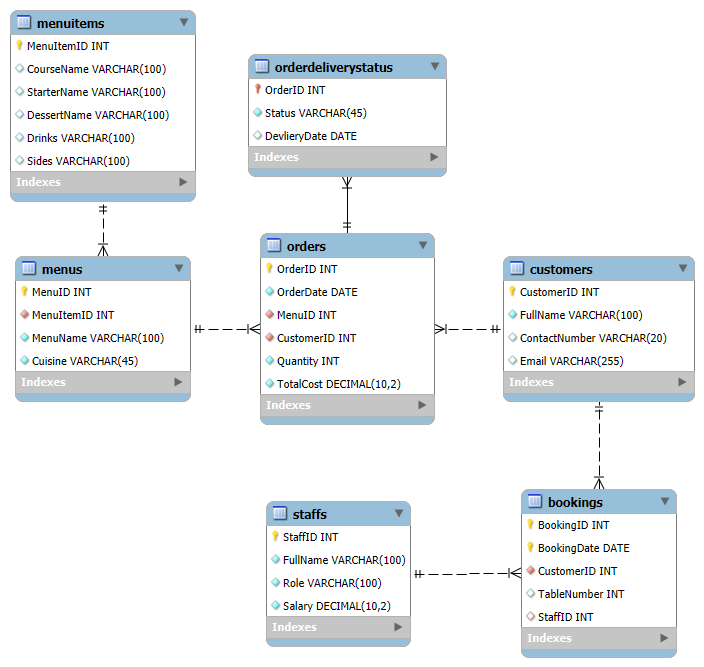 menuitems
MenuItemID INT
CourseName VARCHAR(100)
StarterName VARCHAR(100)
DessertName VARCHAR(100)
Drinks VARCHAR(100)
Sides VARCHAR(100)
Indexes
orderdeliverystatus
OrderID INT
Status VARCHAR(45)
DevlieryDate DATE
Indexes
menus
MenuID INT
MenuItemID INT
MenuName VARCHAR(100)
Cuisine VARCHAR(45)
Indexes
orders
OrderID INT
OrderDate DATE
MenuID INT
CustomerID INT
Quantity INT
TotalCost DECIMAL(10,2)
Indexes
customers
CustomerID INT
FullName VARCHAR(100)
ContactNumber VARCHAR(20)
Email VARCHAR(255)
Indexes
staffs
StaffID INT
FullName VARCHAR(100)
Role VARCHAR(100)
Salary DECIMAL(10,2)
Indexes
bookings
BookingID INT
BookingDate DATE
CustomerID INT
TableNumber INT
StaffID INT
Indexes